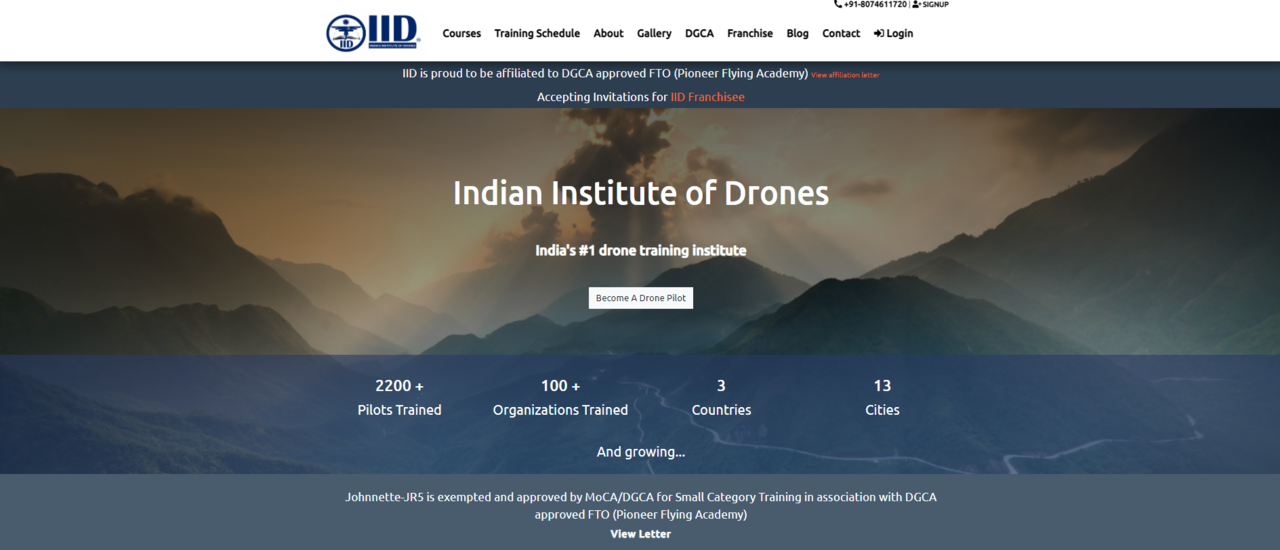 +91-8074611720 | SIGNUP
IID
IID
INDIAN INSTITUTE OF DRONES
Courses Training Schedule About Gallery DGCA Franchise Blog Contact Login
IID is proud to be affiliated to DGCA approved FTO (Pioneer Flying Academy) View affiliation letter
Accepting Invitations for IID Franchisee
Indian Institute of Drones
India's #1 drone training institute
Become A Drone Pilot
2200 + 100 + 3 13
Pilots Trained Organizations Trained Countries Cities
And growing...
Johnnette-JR5 is exempted and approved by MoCA/DGCA for Small Category Training in association with DGCA
approved FTO (Pioneer Flying Academy)
View Letter